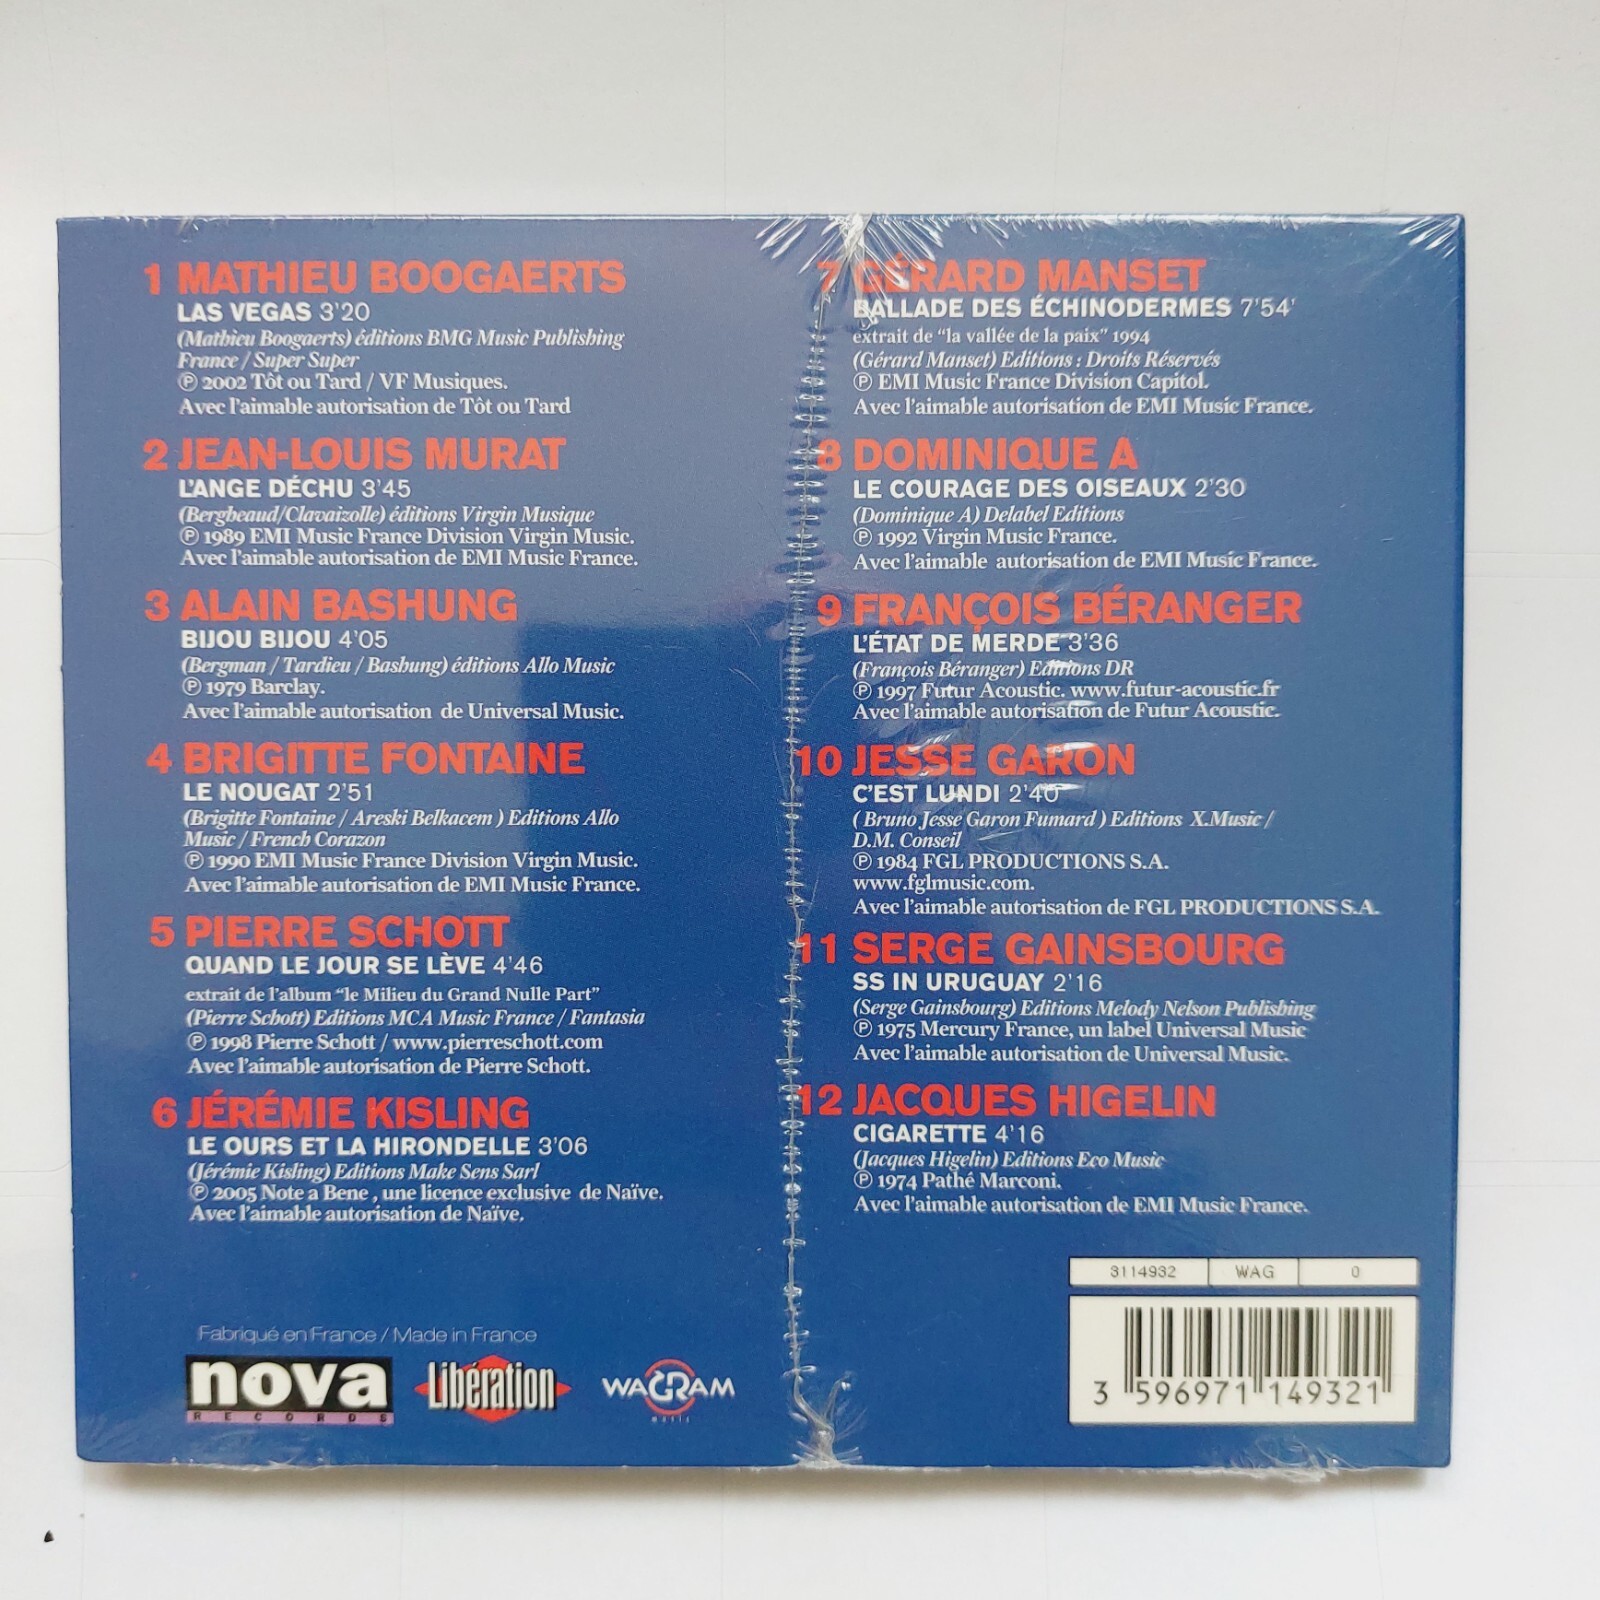 1 MATHIEU BOOGAERTS
LAS VEGAS 3'20
(Mathieu Boogaerts) éditions BMG Music Publishing
France / Super Super
℗ 2002 Tôt ou Tard / VF Musiques.
Avec l'aimable autorisation de Tôt ou Tard
2 JEAN-LOUIS MURAT
L'ANGE DÉCHU 3'45
(Bergheaud/Clavaizolle) éditions Virgin Musique
℗ 1989 EMI Music France Division Virgin Music.
Avec l'aimable autorisation de EMI Music France.
3 ALAIN BASHUNG
BIJOU BIJOU 4'05
(Bergman / Tardieu / Bashung) éditions Allo Music
℗ 1979 Barclay.
Avec l'aimable autorisation de Universal Music.
4 BRIGITTE FONTAINE
LE NOUGAT 2'51
(Brigitte Fontaine / Areski Belkacem ) Editions Allo
Music / French Corazon
℗ 1990 EMI Music France Division Virgin Music.
Avec l'aimable autorisation de EMI Music France.
5 PIERRE SCHOTT
QUAND LE JOUR SE LÈVE 4'46
extrait de l'album "le Milieu du Grand Nulle Part"
(Pierre Schott) Editions MCA Music France / Fantasia
℗ 1998 Pierre Schott / www.pierreschott.com
Avec l'aimable autorisation de Pierre Schott.
6 JÉRÉMIE KISLING
LE OURS ET LA HIRONDELLE 3'06
(Jérémie Kisling) Editions Make Sens Sarl
℗ 2005 Note a Bene , une licence exclusive de Naïve.
Avec l'aimable autorisation de Naïve.
7 GÉRARD MANSET
BALLADE DES ÉCHINODERMES 7'54'
extrait de "la vallée de la paix" 1994
(Gérard Manset) Editions : Droits Réservés
℗ EMI Music France Division Capitol.
Avec l'aimable autorisation de EMI Music France.
8 DOMINIQUE A
LE COURAGE DES OISEAUX 2'30
(Dominique A) Delabel Editions
℗ 1992 Virgin Music France.
Avec l'aimable autorisation de EMI Music France.
9 FRANÇOIS BÉRANGER
L'ÉTAT DE MERDE 3'36
(François Béranger) Editions DR
℗ 1997 Futur Acoustic. www.futur-acoustic.fr
Avec l'aimable autorisation de Futur Acoustic.
10 JESSE GARON
C'EST LUNDI 2'40
( Bruno Jesse Garon Fumard ) Editions X.Music /
D.M. Conseil
℗ 1984 FGL PRODUCTIONS S.A.
www.fglmusic.com.
Avec l'aimable autorisation de FGL PRODUCTIONS S.A.
11 SERGE GAINSBOURG
SS IN URUGUAY 2'16
(Serge Gainsbourg) Editions Melody Nelson Publishing
℗ 1975 Mercury France, un label Universal Music
Avec l'aimable autorisation de Universal Music.
12 JACQUES HIGELIN
CIGARETTE 4'16
(Jacques Higelin) Editions Eco Music
℗ 1974 Pathé Marconi.
Avec l'aimable autorisation de EMI Music France.
3114932 WAG 0
3 596971 149321
Fabriqué en France / Made in France
nova
RECORDS
Libération
WAGRAM
music